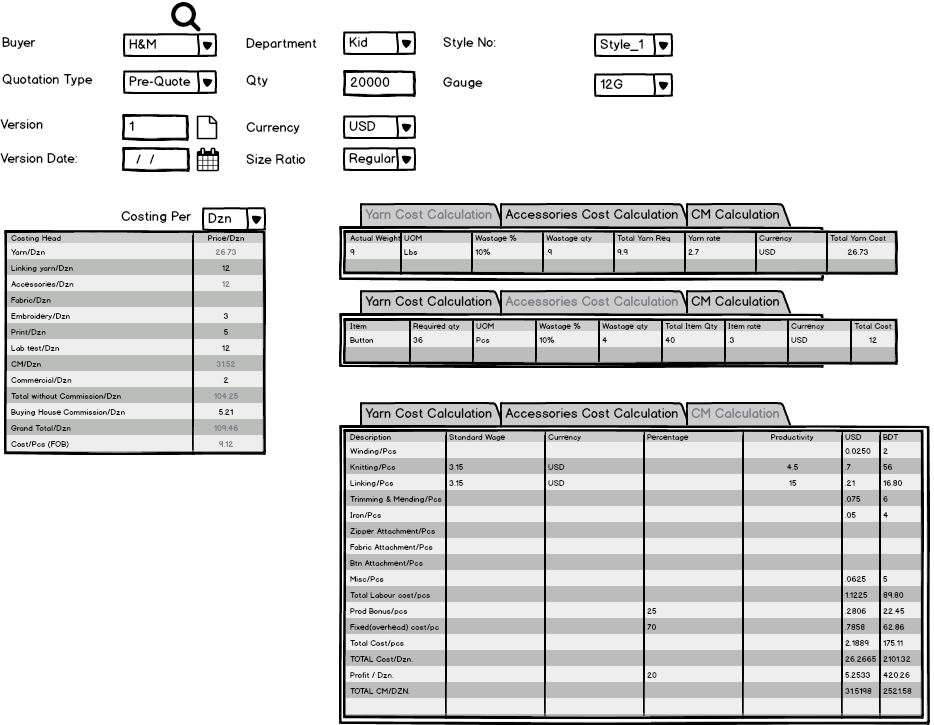 Buyer H&M Department Kid Style No: Style_1
Quotation Type Pre-Quote Qty 20000 Gauge 12G
Version 1 Currency USD
Version Date: / / Size Ratio Regular
Costing Per Dzn
Costing Head Price/Dzn
Yarn/Dzn 26.73
Linking yarn/Dzn 12
Accessories/Dzn 12
Fabric/Dzn
Embroidery/Dzn 3
Print/Dzn 5
Lab test/Dzn 12
CM/Dzn 31.52
Commercial/Dzn 2
Total without Commission/Dzn 104.25
Buying House Commission/Dzn 5.21
Grand Total/Dzn 109.46
Cost/Pcs (FOB) 9.12
Yarn Cost Calculation Accessories Cost Calculation CM Calculation
Actual Weight UOM Wastage % Wastage qty Total Yarn Req Yarn rate Currency Total Yarn Cost
9 Lbs 10% .9 9.9 2.7 USD 26.73
Yarn Cost Calculation Accessories Cost Calculation CM Calculation
Item Required qty UOM Wastage % Wastage qty Total Item Qty Item rate Currency Total Cost
Button 36 Pcs 10% 4 40 .3 USD 12
Yarn Cost Calculation Accessories Cost Calculation CM Calculation
Description Standard Wage Currency Percentage Productivity USD BDT
Winding/Pcs 0.0250 2
Knitting/Pcs 3.15 USD 4.5 .7 56
Linking/Pcs 3.15 USD 15 .21 16.80
Trimming & Mending/Pcs .075 6
Iron/Pcs .05 4
Zipper Attachment/Pcs
Fabric Attachment/Pcs
Btn Attachment/Pcs
Misc/Pcs .0625 5
Total Labour cost/pcs 1.1225 89.80
Prod Bonus/pcs 25 .2806 22.45
Fixed(overhead) cost/pc 70 .7858 62.86
Total Cost/pcs 2.1889 175.11
TOTAL Cost/Dzn. 26.2665 2101.32
Profit / Dzn. 20 5.2533 420.26
TOTAL CM/DZN. 31.5198 2521.58